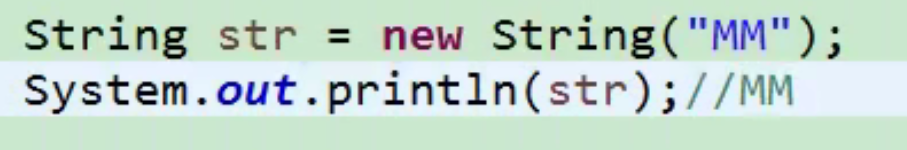 String str = new String("MM");
System.out.println(str);//MM